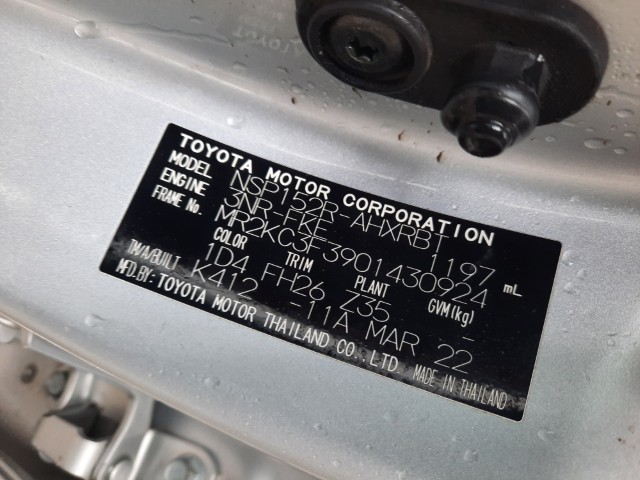 TOYOTA MOTOR CORPORATION
MODEL NSP152R-AHXRBT
ENGINE 3NR-FKE 1197 mL
FRAME No. MR2KC3F3901430924
COLOR TRIM PLANT GVM(kg)
1D4 FH26 Z35 -
T/M/A/BUILT K412 -11A MAR 22
MFD.BY: TOYOTA MOTOR THAILAND CO.,LTD. MADE IN THAILAND